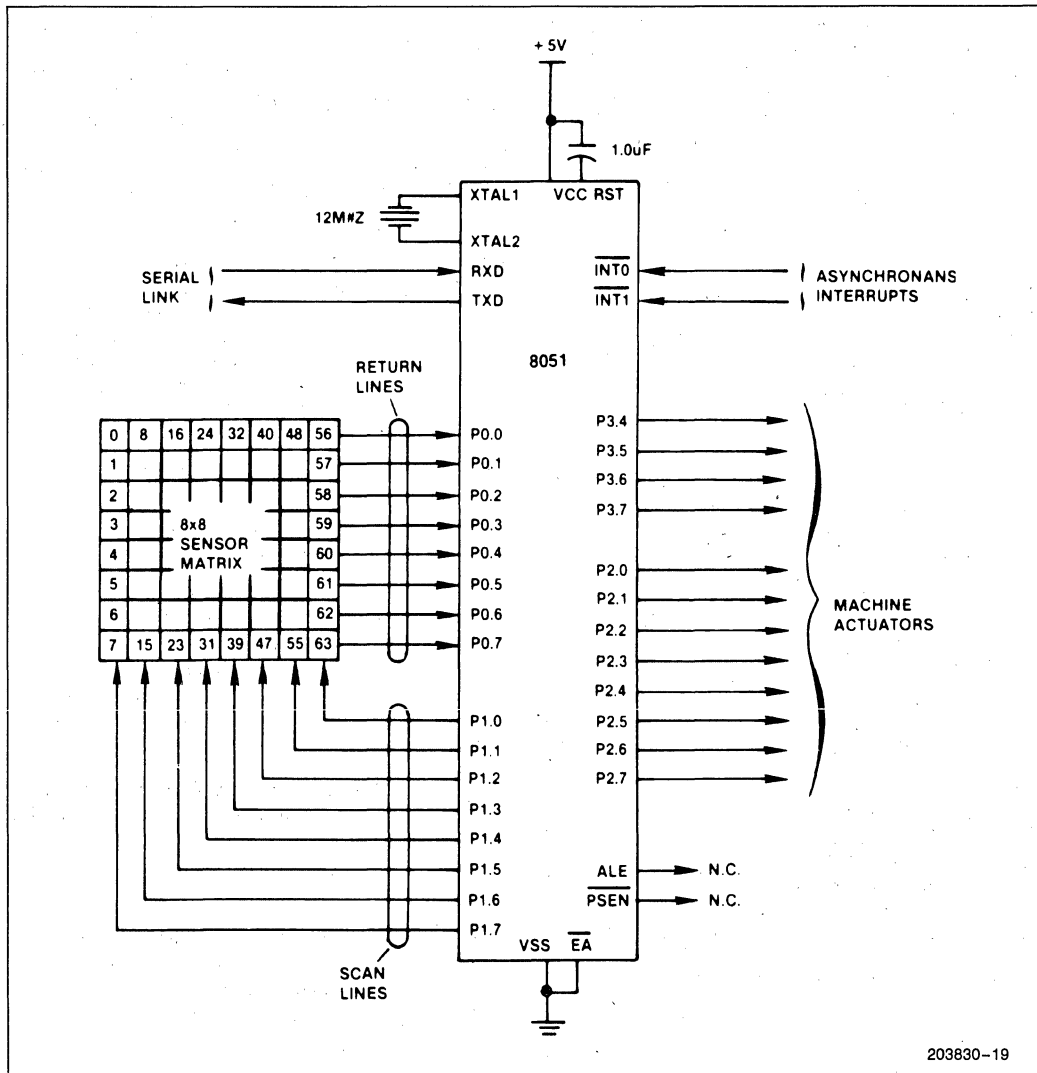 + 5V
1.0uF
XTAL1
VCC RST
12M#Z
XTAL2
SERIAL
LINK
RXD
TXD
INT0
INT1
ASYNCHRONANS
INTERRUPTS
8051
RETURN
LINES
0 8 16 24 32 40 48 56
1 57
2 58
3 59
4 60
5 61
6 62
7 15 23 31 39 47 55 63
8x8
SENSOR
MATRIX
P0.0
P0.1
P0.2
P0.3
P0.4
P0.5
P0.6
P0.7
P1.0
P1.1
P1.2
P1.3
P1.4
P1.5
P1.6
P1.7
SCAN
LINES
P3.4
P3.5
P3.6
P3.7
P2.0
P2.1
P2.2
P2.3
P2.4
P2.5
P2.6
P2.7
MACHINE
ACTUATORS
ALE N.C.
PSEN N.C.
VSS EA
203830-19